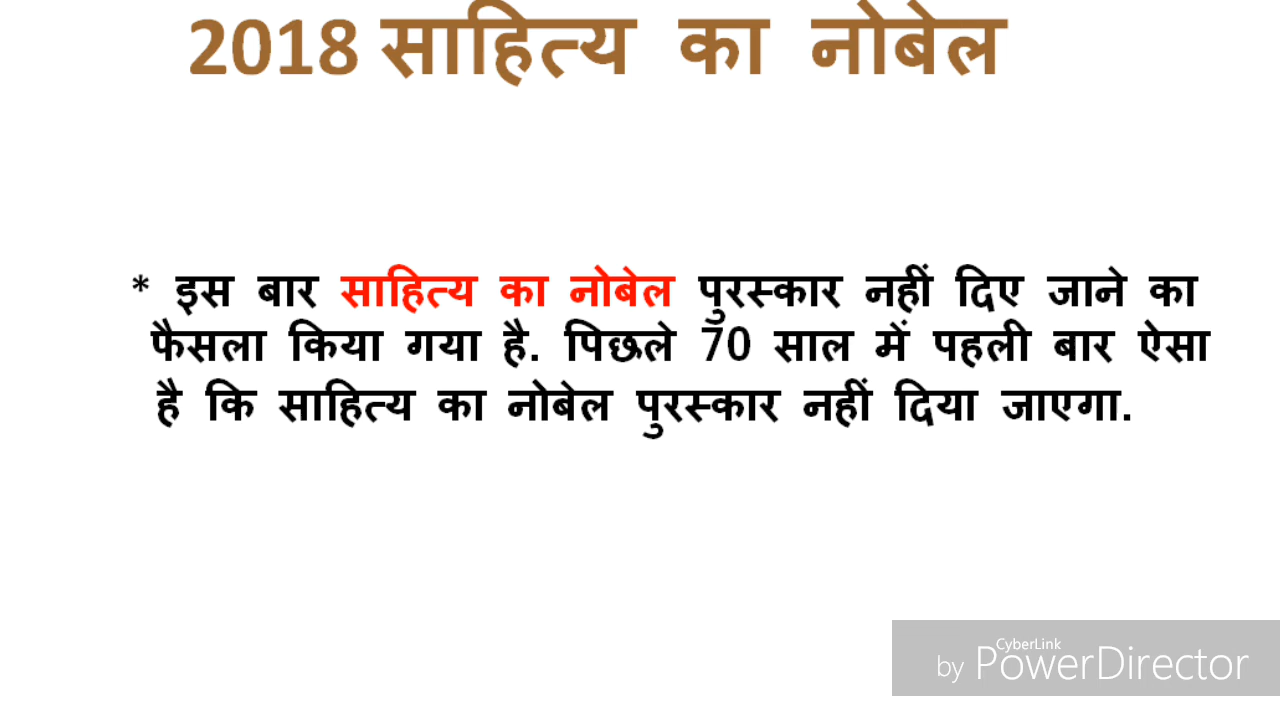 2018 साहित्य का नोबेल
* इस बार साहित्य का नोबेल पुरस्कार नहीं दिए जाने का
फैसला किया गया है. पिछले 70 साल में पहली बार ऐसा
है कि साहित्य का नोबेल पुरस्कार नहीं दिया जाएगा.
CyberLink
by PowerDirector